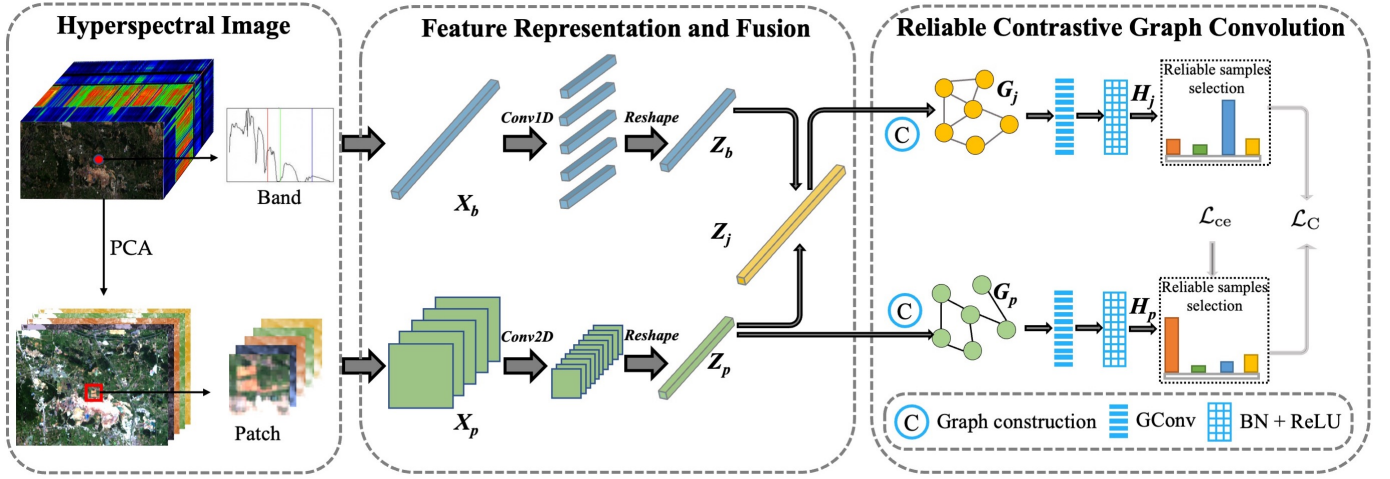 Hyperspectral Image
Band
PCA
Patch
Feature Representation and Fusion
X_b
Conv1D
Reshape
Z_b
Z_j
X_p
Conv2D
Reshape
Z_p
Reliable Contrastive Graph Convolution
C
G_j
H_j
Reliable samples
selection
ℒ_ce
ℒ_C
C
G_p
H_p
Reliable samples
selection
C Graph construction GConv BN + ReLU